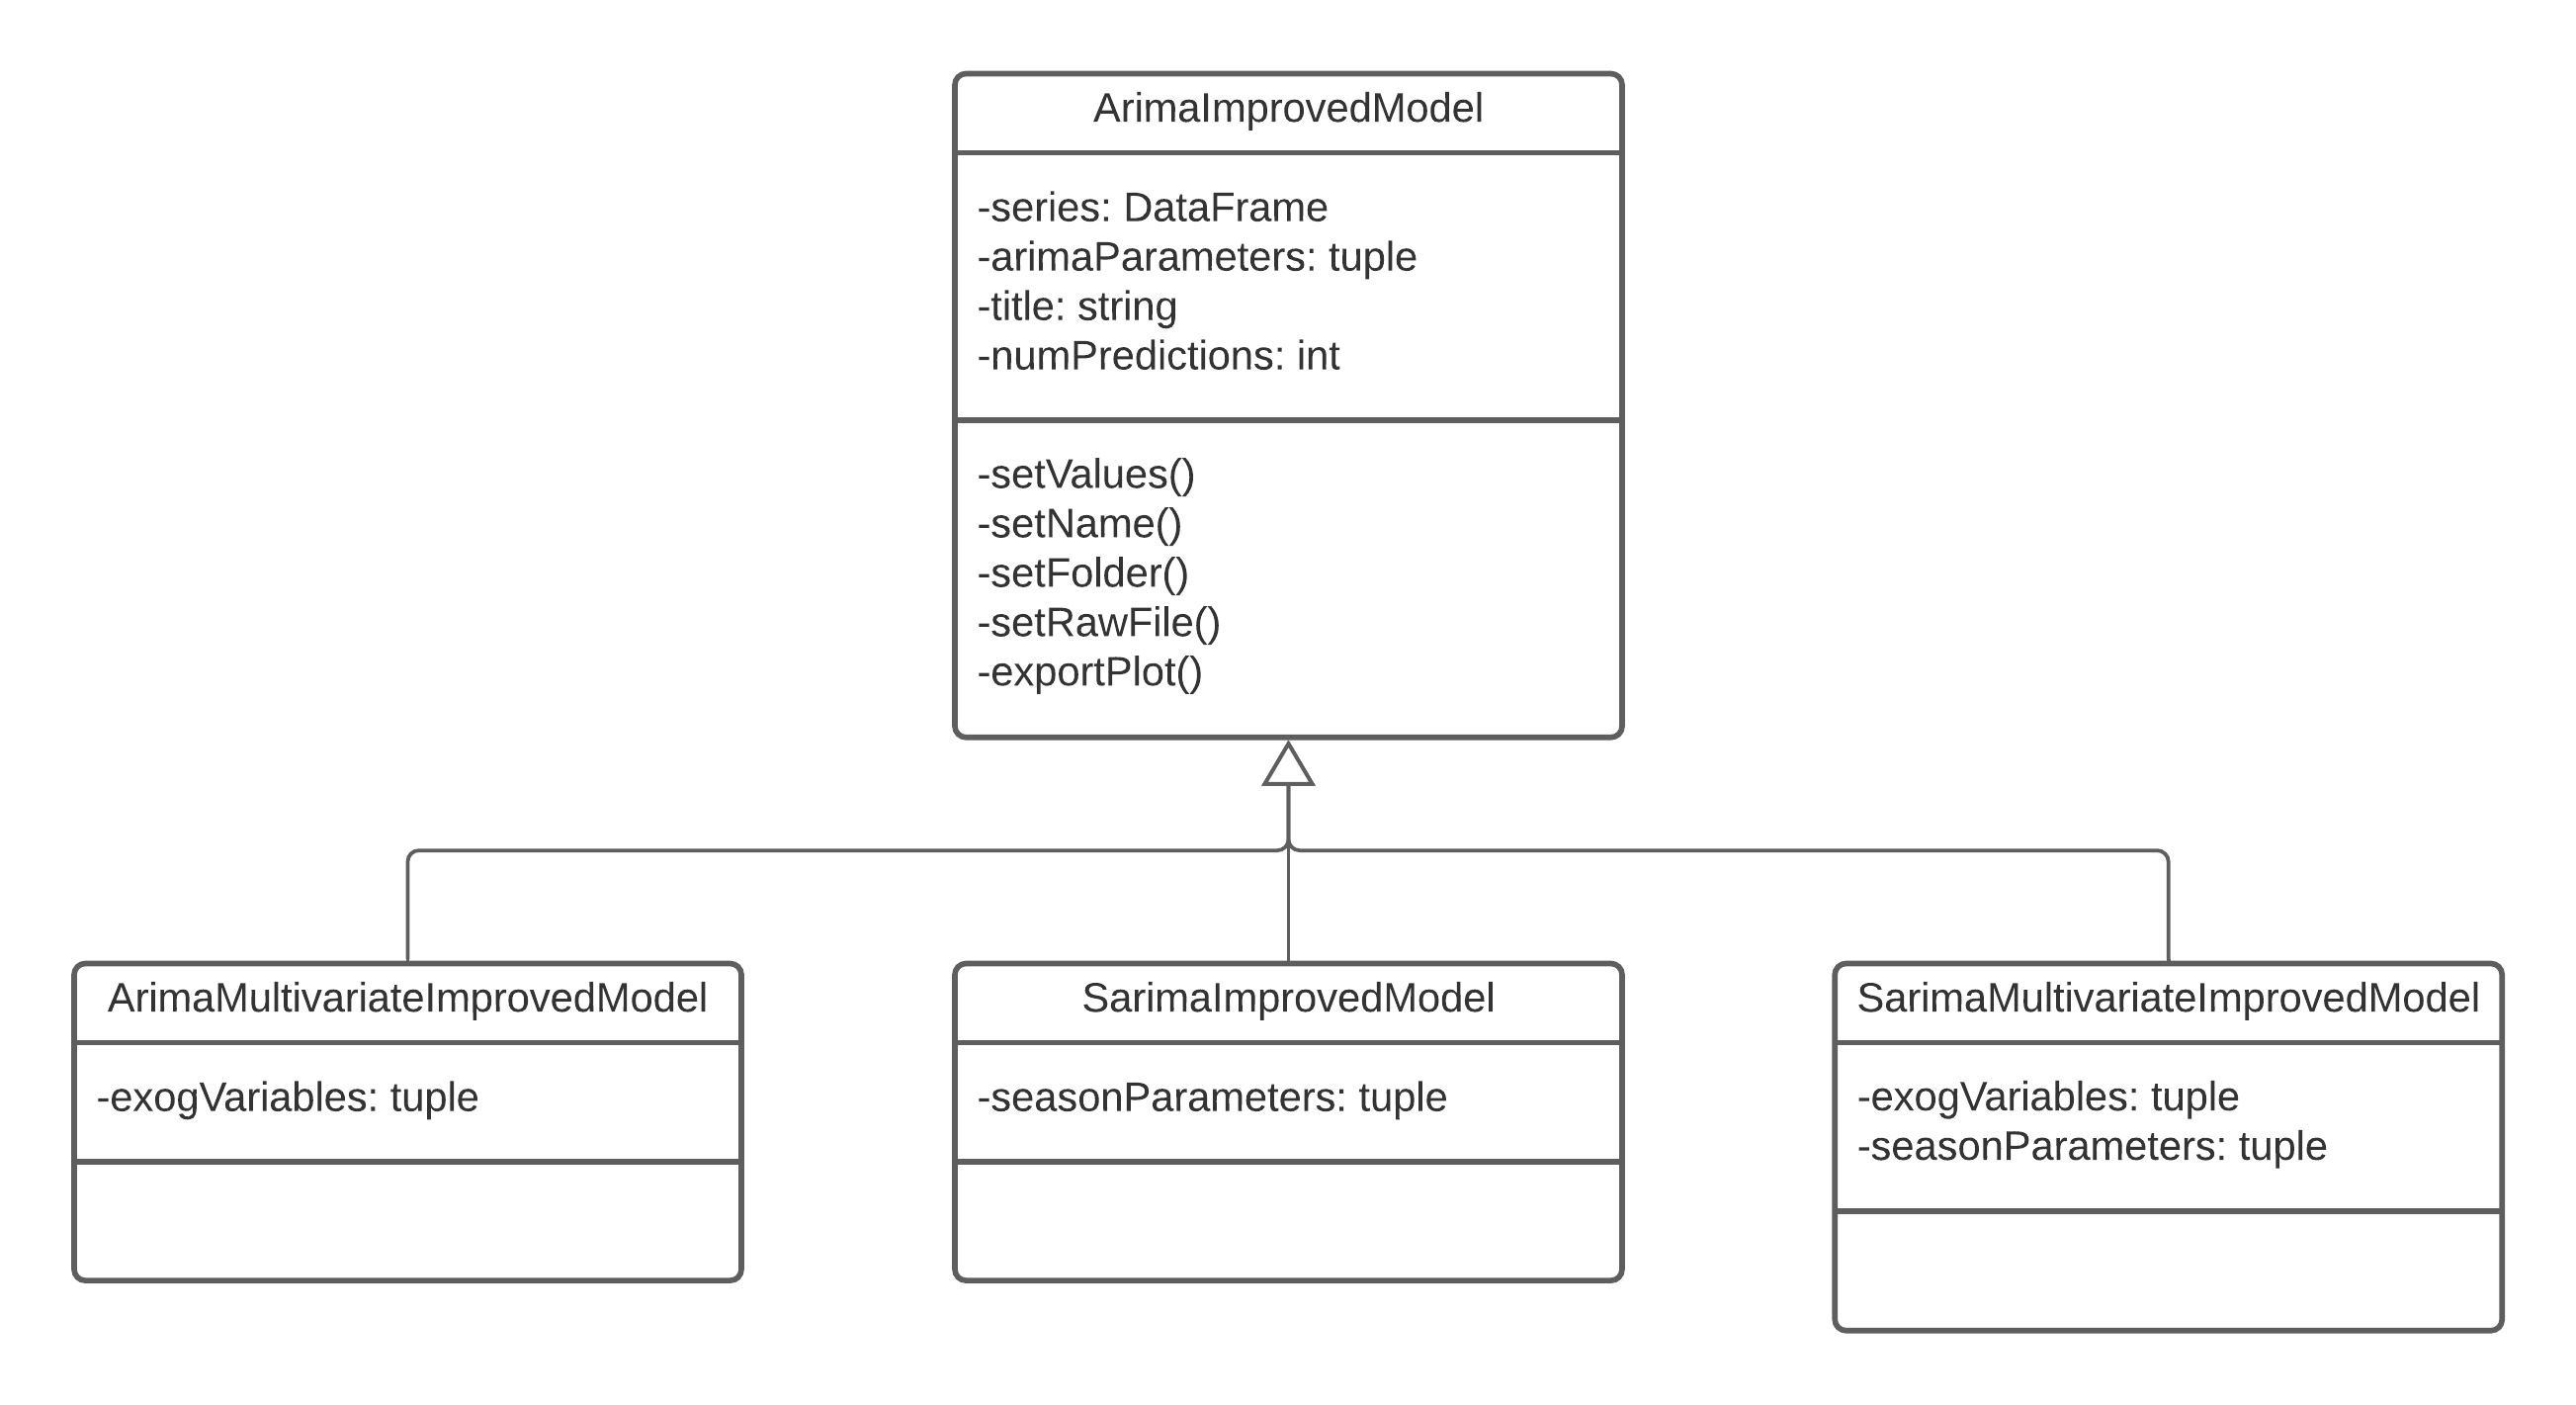 ArimaImprovedModel
-series: DataFrame
-arimaParameters: tuple
-title: string
-numPredictions: int
-setValues()
-setName()
-setFolder()
-setRawFile()
-exportPlot()
ArimaMultivariateImprovedModel
-exogVariables: tuple
SarimaImprovedModel
-seasonParameters: tuple
SarimaMultivariateImprovedModel
-exogVariables: tuple
-seasonParameters: tuple